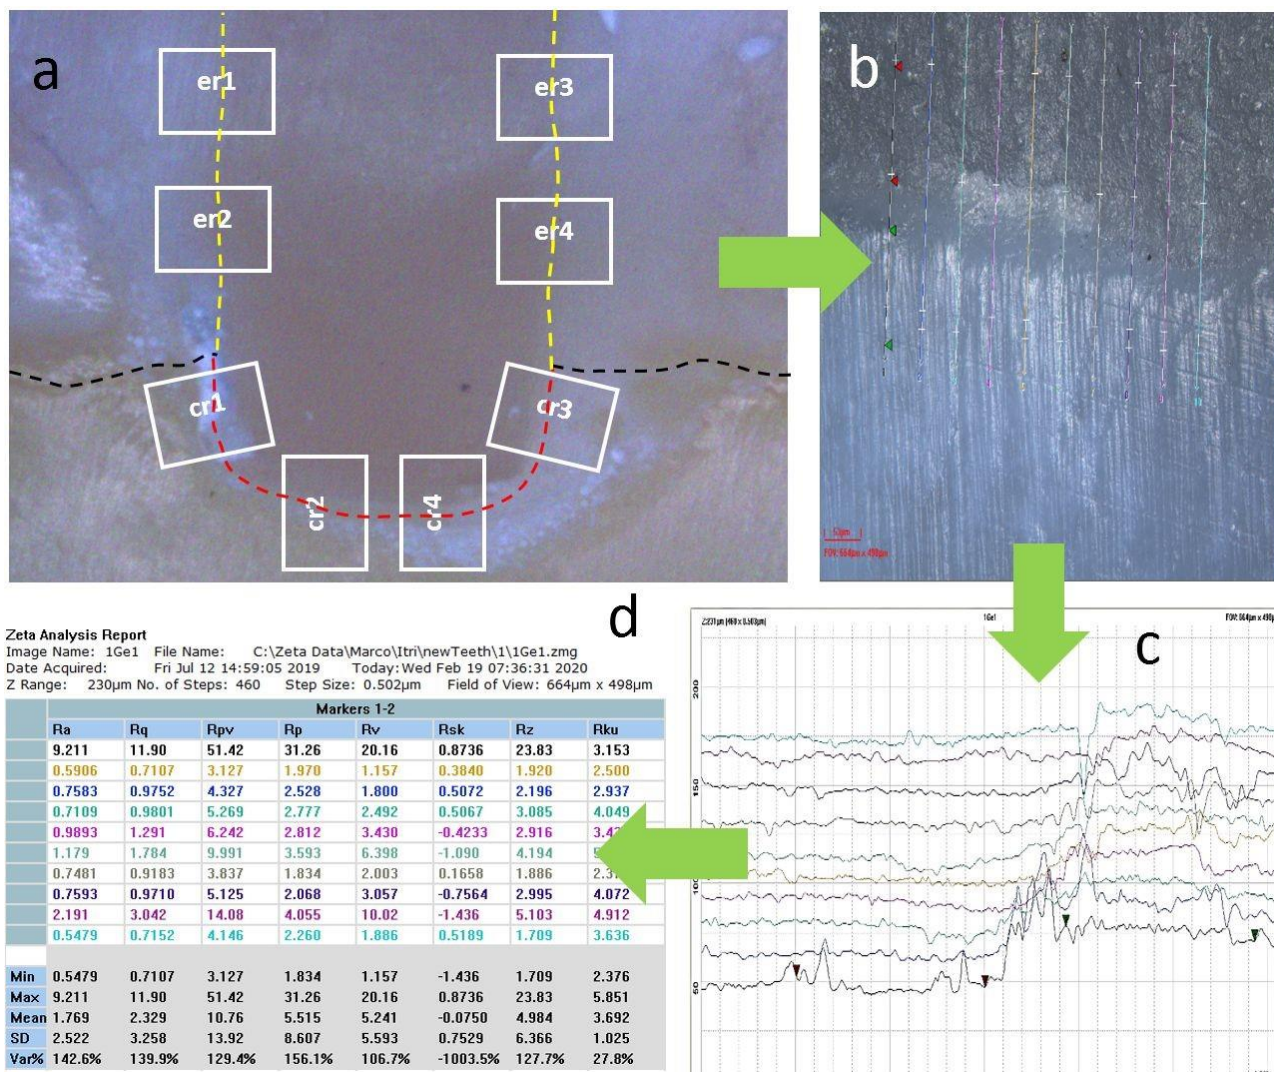 a
er1
er3
er2
er4
cr1
cr3
cr2
cr4
b
50µm
FOV: 664µm x 498µm
d
Zeta Analysis Report
Image Name: 1Ge1 File Name: C:\Zeta Data\Marco\Itri\newTeeth\1\1Ge1.zmg
Date Acquired: Fri Jul 12 14:59:05 2019 Today: Wed Feb 19 07:36:31 2020
Z Range: 230µm No. of Steps: 460 Step Size: 0.502µm Field of View: 664µm x 498µm
Markers 1-2
Ra Rq Rpv Rp Rv Rsk Rz Rku
9.211 11.90 51.42 31.26 20.16 0.8736 23.83 3.153
0.5906 0.7107 3.127 1.970 1.157 0.3840 1.920 2.500
0.7583 0.9752 4.327 2.528 1.800 0.5072 2.196 2.937
0.7109 0.9801 5.269 2.777 2.492 0.5067 3.085 4.049
0.9893 1.291 6.242 2.812 3.430 -0.4233 2.916
1.179 1.784 9.991 3.593 6.398 -1.090 4.194
0.7481 0.9183 3.837 1.834 2.003 0.1658 1.886
0.7593 0.9710 5.125 2.068 3.057 -0.7564 2.995 4.072
2.191 3.042 14.08 4.055 10.02 -1.436 5.103 4.912
0.5479 0.7152 4.146 2.260 1.886 0.5189 1.709 3.636
Min 0.5479 0.7107 3.127 1.834 1.157 -1.436 1.709 2.376
Max 9.211 11.90 51.42 31.26 20.16 0.8736 23.83 5.851
Mean 1.769 2.329 10.76 5.515 5.241 -0.0750 4.984 3.692
SD 2.522 3.258 13.92 8.607 5.593 0.7529 6.366 1.025
Var% 142.6% 139.9% 129.4% 156.1% 106.7% -1003.5% 127.7% 27.8%
Z:231µm (460 x 0.503µm) 1Ge1 FOV: 664µm x 498µ
c
200
150
100
50